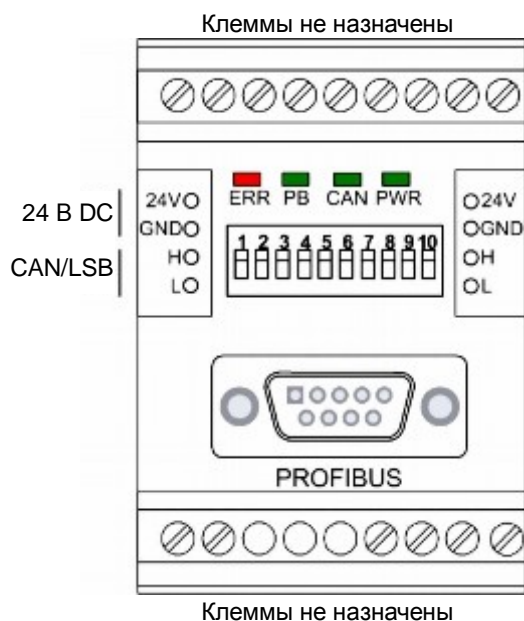 Клеммы не назначены
ERR PB CAN PWR
24 В DC
24V
GND
CAN/LSB
H
L
1 2 3 4 5 6 7 8 9 10
24V
GND
H
L
PROFIBUS
Клеммы не назначены